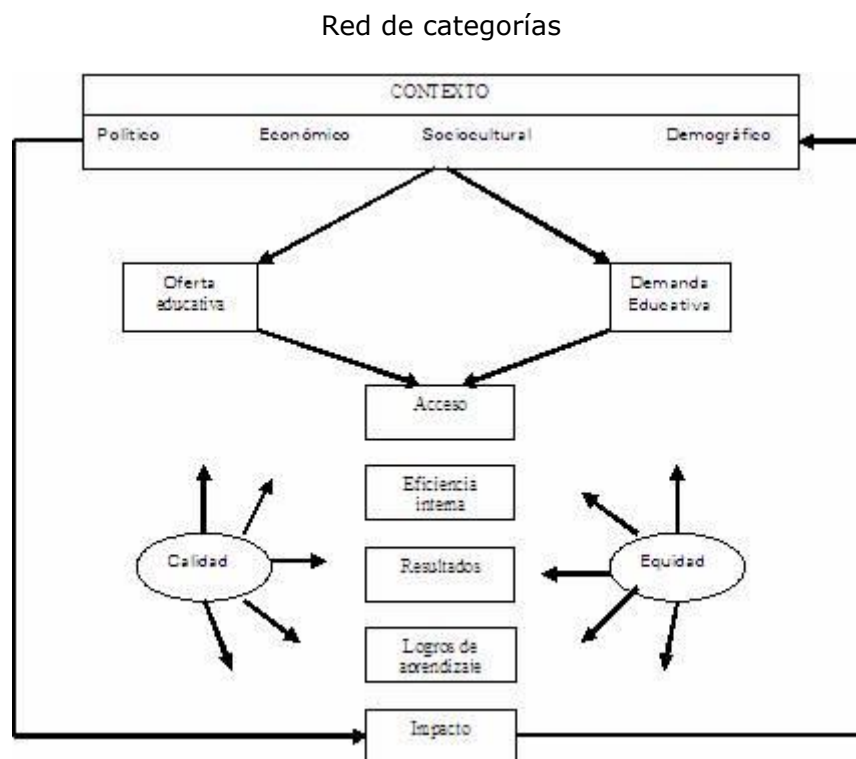 Red de categorías
CONTEXTO
Político Económico Sociocultural Demográfico
Oferta
educativa
Demanda
Educativa
Acceso
Eficiencia
interna
Calidad
Resultados
Equidad
Logros de
aprendizaje
Impacto